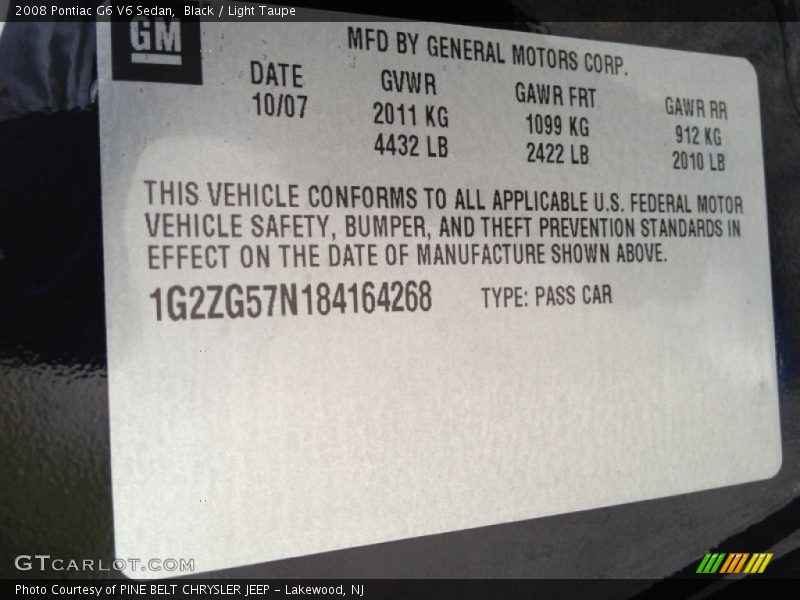 2008 Pontiac G6 V6 Sedan,  Black / Light Taupe
GM
MFD BY GENERAL MOTORS CORP.
DATE GVWR GAWR FRT GAWR RR
10/07 2011 KG 1099 KG 912 KG
4432 LB 2422 LB 2010 LB
THIS VEHICLE CONFORMS TO ALL APPLICABLE U.S. FEDERAL MOTOR
VEHICLE SAFETY, BUMPER, AND THEFT PREVENTION STANDARDS IN
EFFECT ON THE DATE OF MANUFACTURE SHOWN ABOVE.
1G2ZG57N184164268 TYPE: PASS CAR
GTCARLOT.COM
Photo Courtesy of PINE BELT CHRYSLER JEEP - Lakewood, NJ